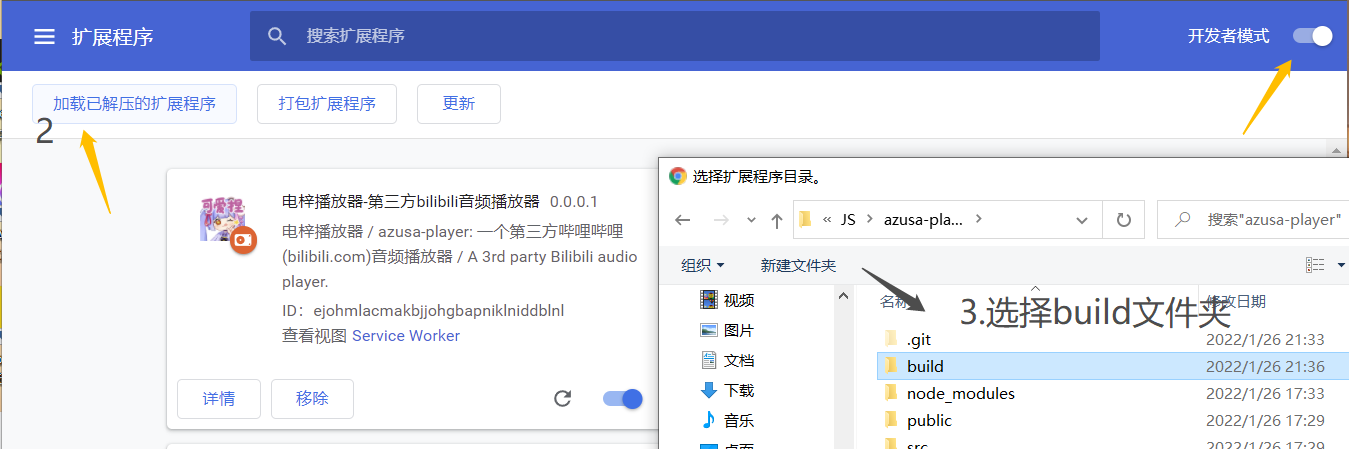 扩展程序
搜索扩展程序
开发者模式
加载已解压的扩展程序
打包扩展程序
更新
2
可爱捏
电梓播放器-第三方bilibili音频播放器 0.0.0.1
电梓播放器 / azusa-player: 一个第三方哔哩哔哩
(bilibili.com)音频播放器 / A 3rd party Bilibili audio
player.
ID：ejohmlacmakbjjohgbapniklniddblnl
查看视图 Service Worker
详情
移除
选择扩展程序目录。
« JS › azusa-pla... ›
搜索"azusa-player"
组织
新建文件夹
视频
图片
文档
下载
音乐
桌面
名称
修改日期
3.选择build文件夹
.git 2022/1/26 21:33
build 2022/1/26 21:36
node_modules 2022/1/26 17:33
public 2022/1/26 17:29
src 2022/1/26 17:29